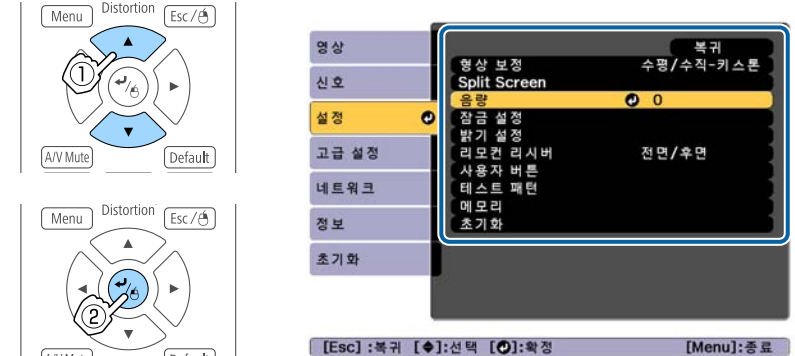 Menu
Distortion
Esc/
①
A/V Mute
Default
Menu
Distortion
Esc/
②
영상
신호
설정
고급 설정
네트워크
정보
초기화
복귀
형상 보정 수평/수직-키스톤
Split Screen
음량 0
잠금 설정
밝기 설정
리모컨 리시버 전면/후면
사용자 버튼
테스트 패턴
메모리
초기화
[Esc] :복귀 [◆]:선택 [⏎]:확정 [Menu]:종료